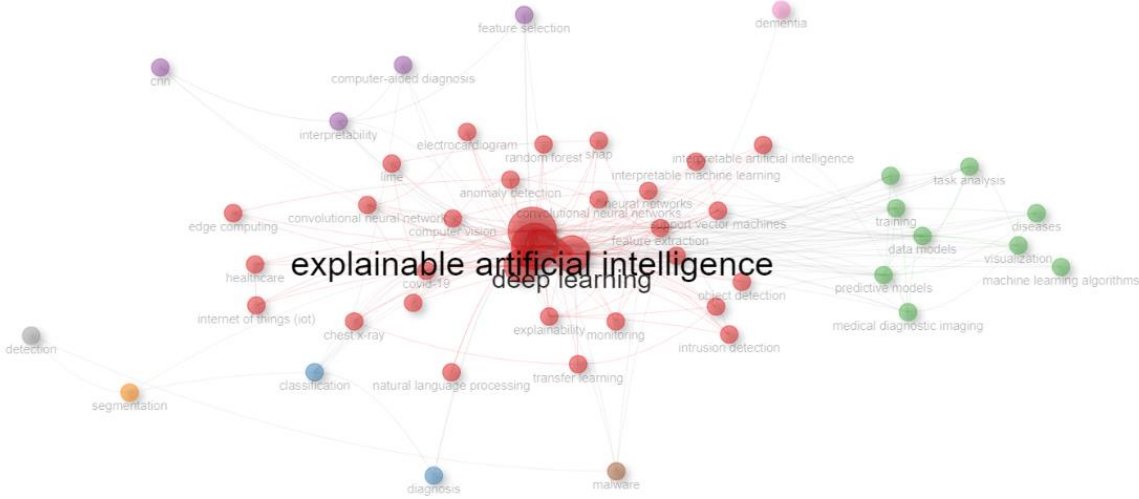 dementia
feature selection
computer-aided diagnosis
cnn
interpretability
electrocardiogram
random forest
shap
interpretable artificial intelligence
lime
interpretable machine learning
task analysis
anomaly detection
neural networks
convolutional neural network
convolutional neural networks
edge computing
computer vision
support vector machines
training
diseases
feature extraction
data models
visualization
explainable artificial intelligence
healthcare
covid-19
deep learning
machine learning algorithms
predictive models
object detection
internet of things (iot)
chest x-ray
explainability
monitoring
medical diagnostic imaging
intrusion detection
detection
classification
natural language processing
transfer learning
segmentation
diagnosis
malware